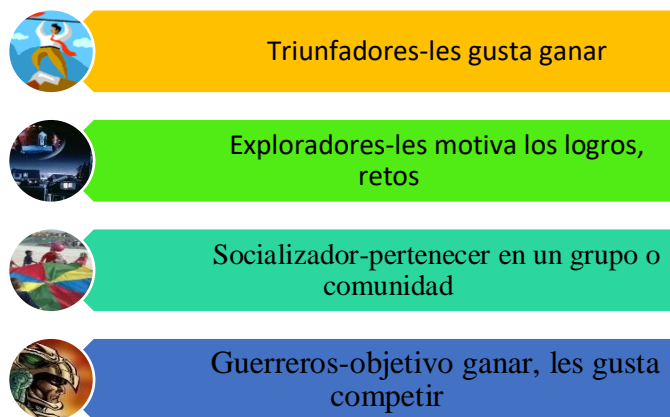 Triunfadores-les gusta ganar
Exploradores-les motiva los logros,
retos
Socializador-pertenecer en un grupo o
comunidad
Guerreros-objetivo ganar, les gusta
competir